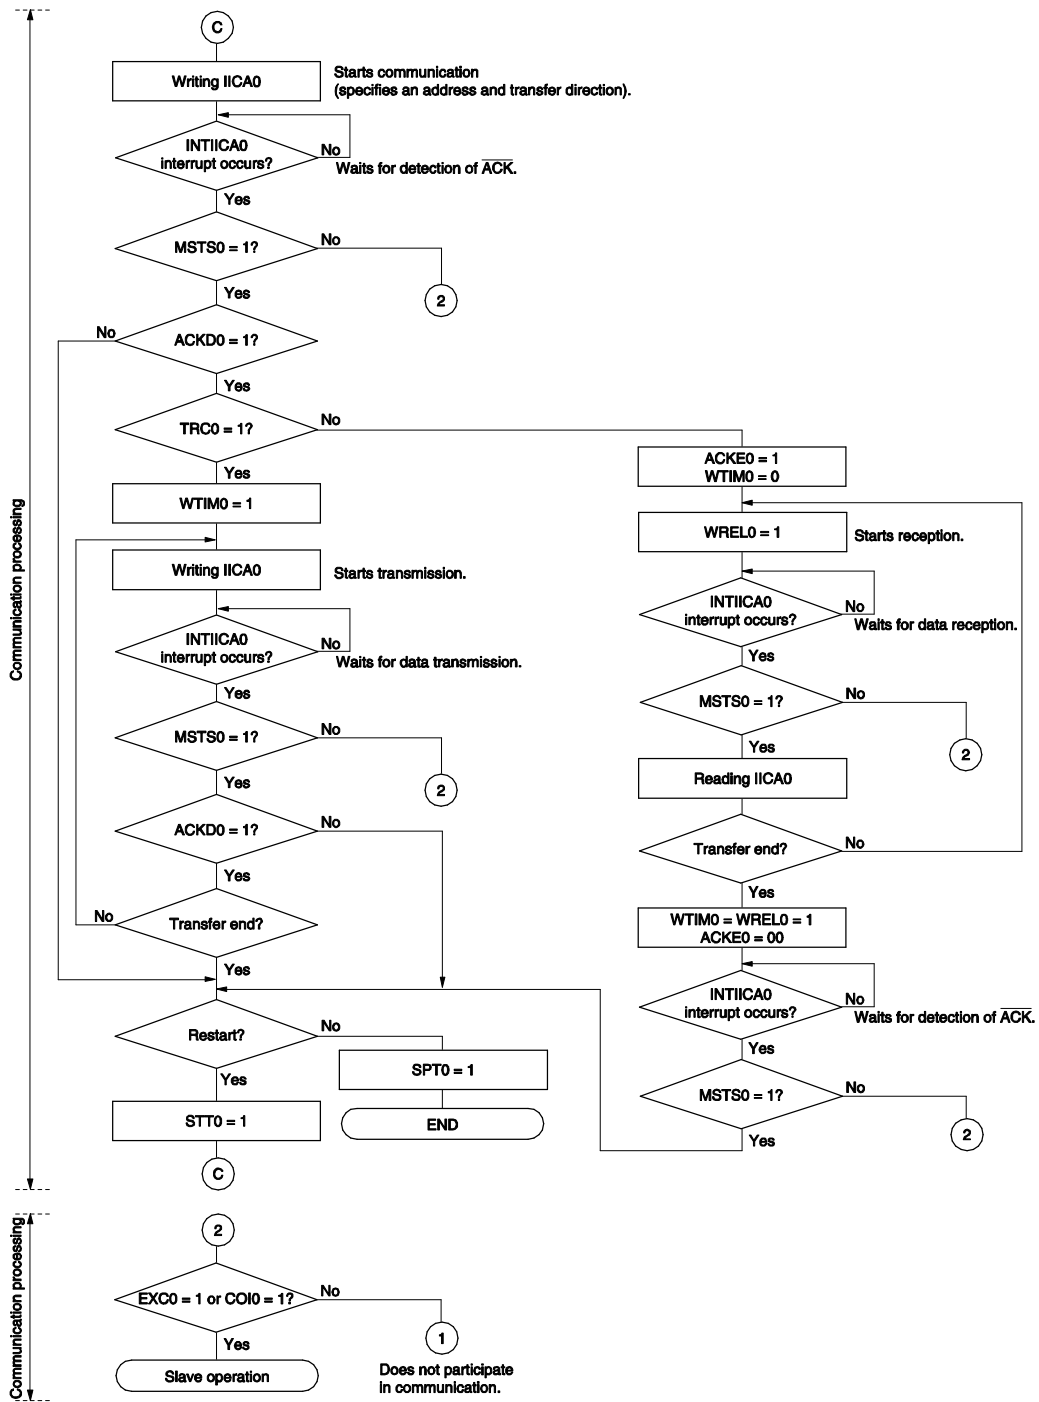 C
Writing IICA0
Starts communication
(specifies an address and transfer direction).
INTIICA0
interrupt occurs?
No
Waits for detection of ACK.
Yes
MSTS0 = 1?
No
2
Yes
ACKD0 = 1?
No
Yes
TRC0 = 1?
No
Yes
WTIM0 = 1
Writing IICA0
Starts transmission.
INTIICA0
interrupt occurs?
No
Waits for data transmission.
Yes
MSTS0 = 1?
No
2
Yes
ACKD0 = 1?
No
Yes
Transfer end?
No
Yes
Restart?
No
SPT0 = 1
END
Yes
STT0 = 1
C
ACKE0 = 1
WTIM0 = 0
WREL0 = 1
Starts reception.
INTIICA0
interrupt occurs?
No
Waits for data reception.
Yes
MSTS0 = 1?
No
2
Yes
Reading IICA0
Transfer end?
No
Yes
WTIM0 = WREL0 = 1
ACKE0 = 00
INTIICA0
interrupt occurs?
No
Waits for detection of ACK.
Yes
MSTS0 = 1?
No
2
Yes
Communication processing
2
EXC0 = 1 or COI0 = 1?
No
1
Does not participate
in communication.
Yes
Slave operation
Communication processing